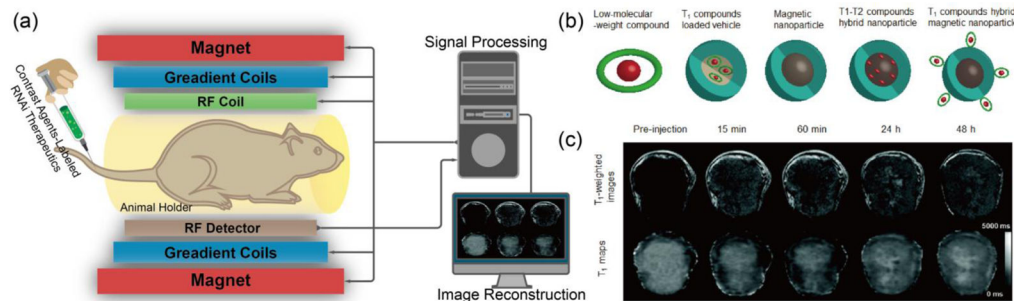 (a)
Magnet
Greadient Coils
RF Coil
Contrast Agents-Labeled
RNAi Therapeutics
Animal Holder
RF Detector
Greadient Coils
Magnet
Signal Processing
Image Reconstruction
(b)
Low-molecular
-weight compound
T₁ compounds
loaded vehicle
Magnetic
nanoparticle
T1-T2 compounds
hybrid nanoparticle
T₁ compounds hybrid
magnetic nanoparticle
(c)
Pre-injection
15 min
60 min
24 h
48 h
T₁-weighted
images
T₁ maps
5000 ms
0 ms